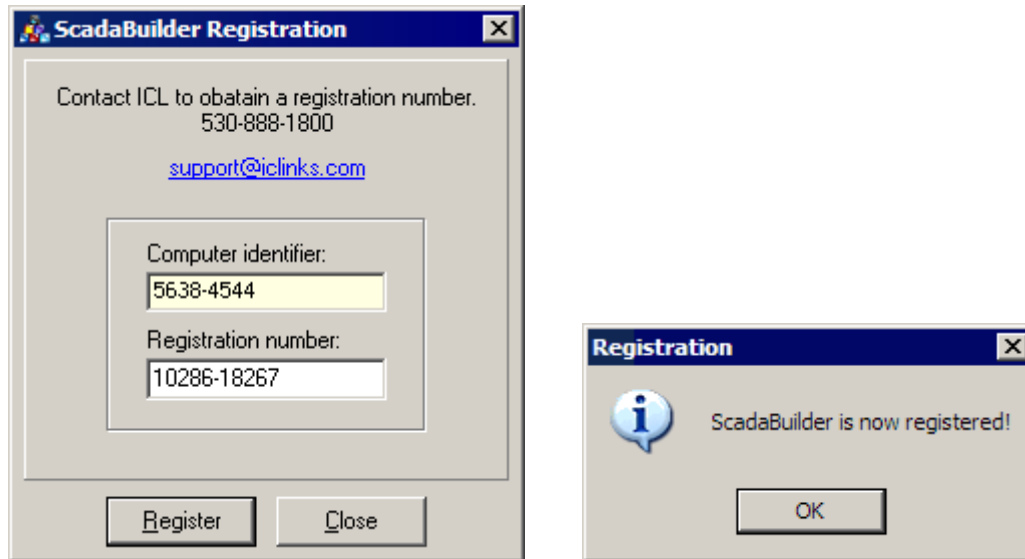 ScadaBuilder Registration
Contact ICL to obatain a registration number.
530-888-1800
support@iclinks.com
Computer identifier:
5638-4544
Registration number:
10286-18267
Register Close
Registration
ScadaBuilder is now registered!
OK